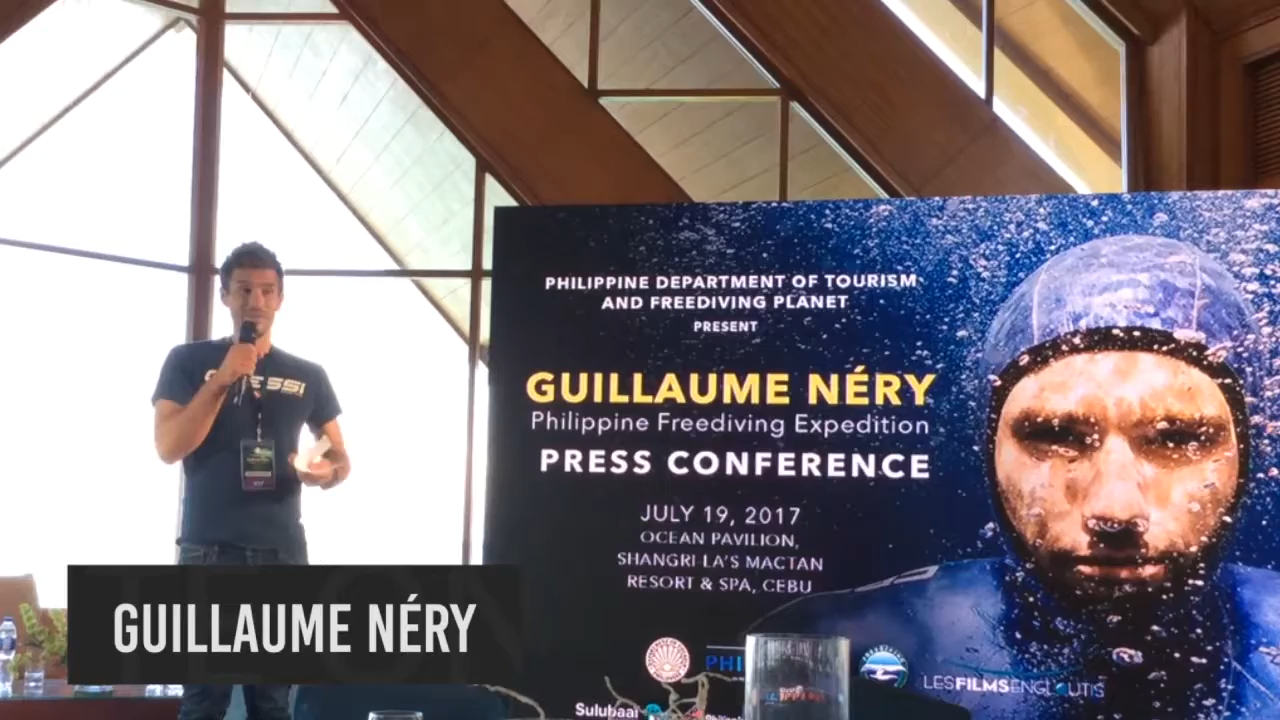 PHILIPPINE DEPARTMENT OF TOURISM
AND FREEDIVING PLANET
PRESENT
GUILLAUME NÉRY
Philippine Freediving Expedition
PRESS CONFERENCE
JULY 19, 2017
OCEAN PAVILION,
SHANGRI-LA'S MACTAN
RESORT & SPA, CEBU
LESFILMSENGLOUTIS
Sulubaai
GUILLAUME NÉRY